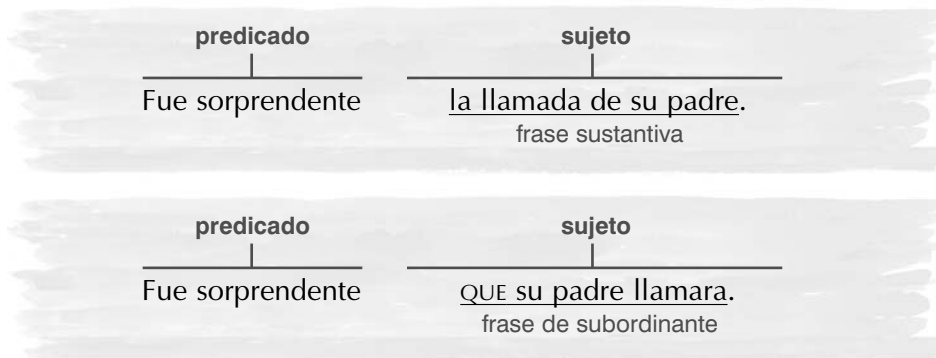 predicado sujeto
Fue sorprendente la llamada de su padre.
frase sustantiva
predicado sujeto
Fue sorprendente QUE su padre llamara.
frase de subordinante